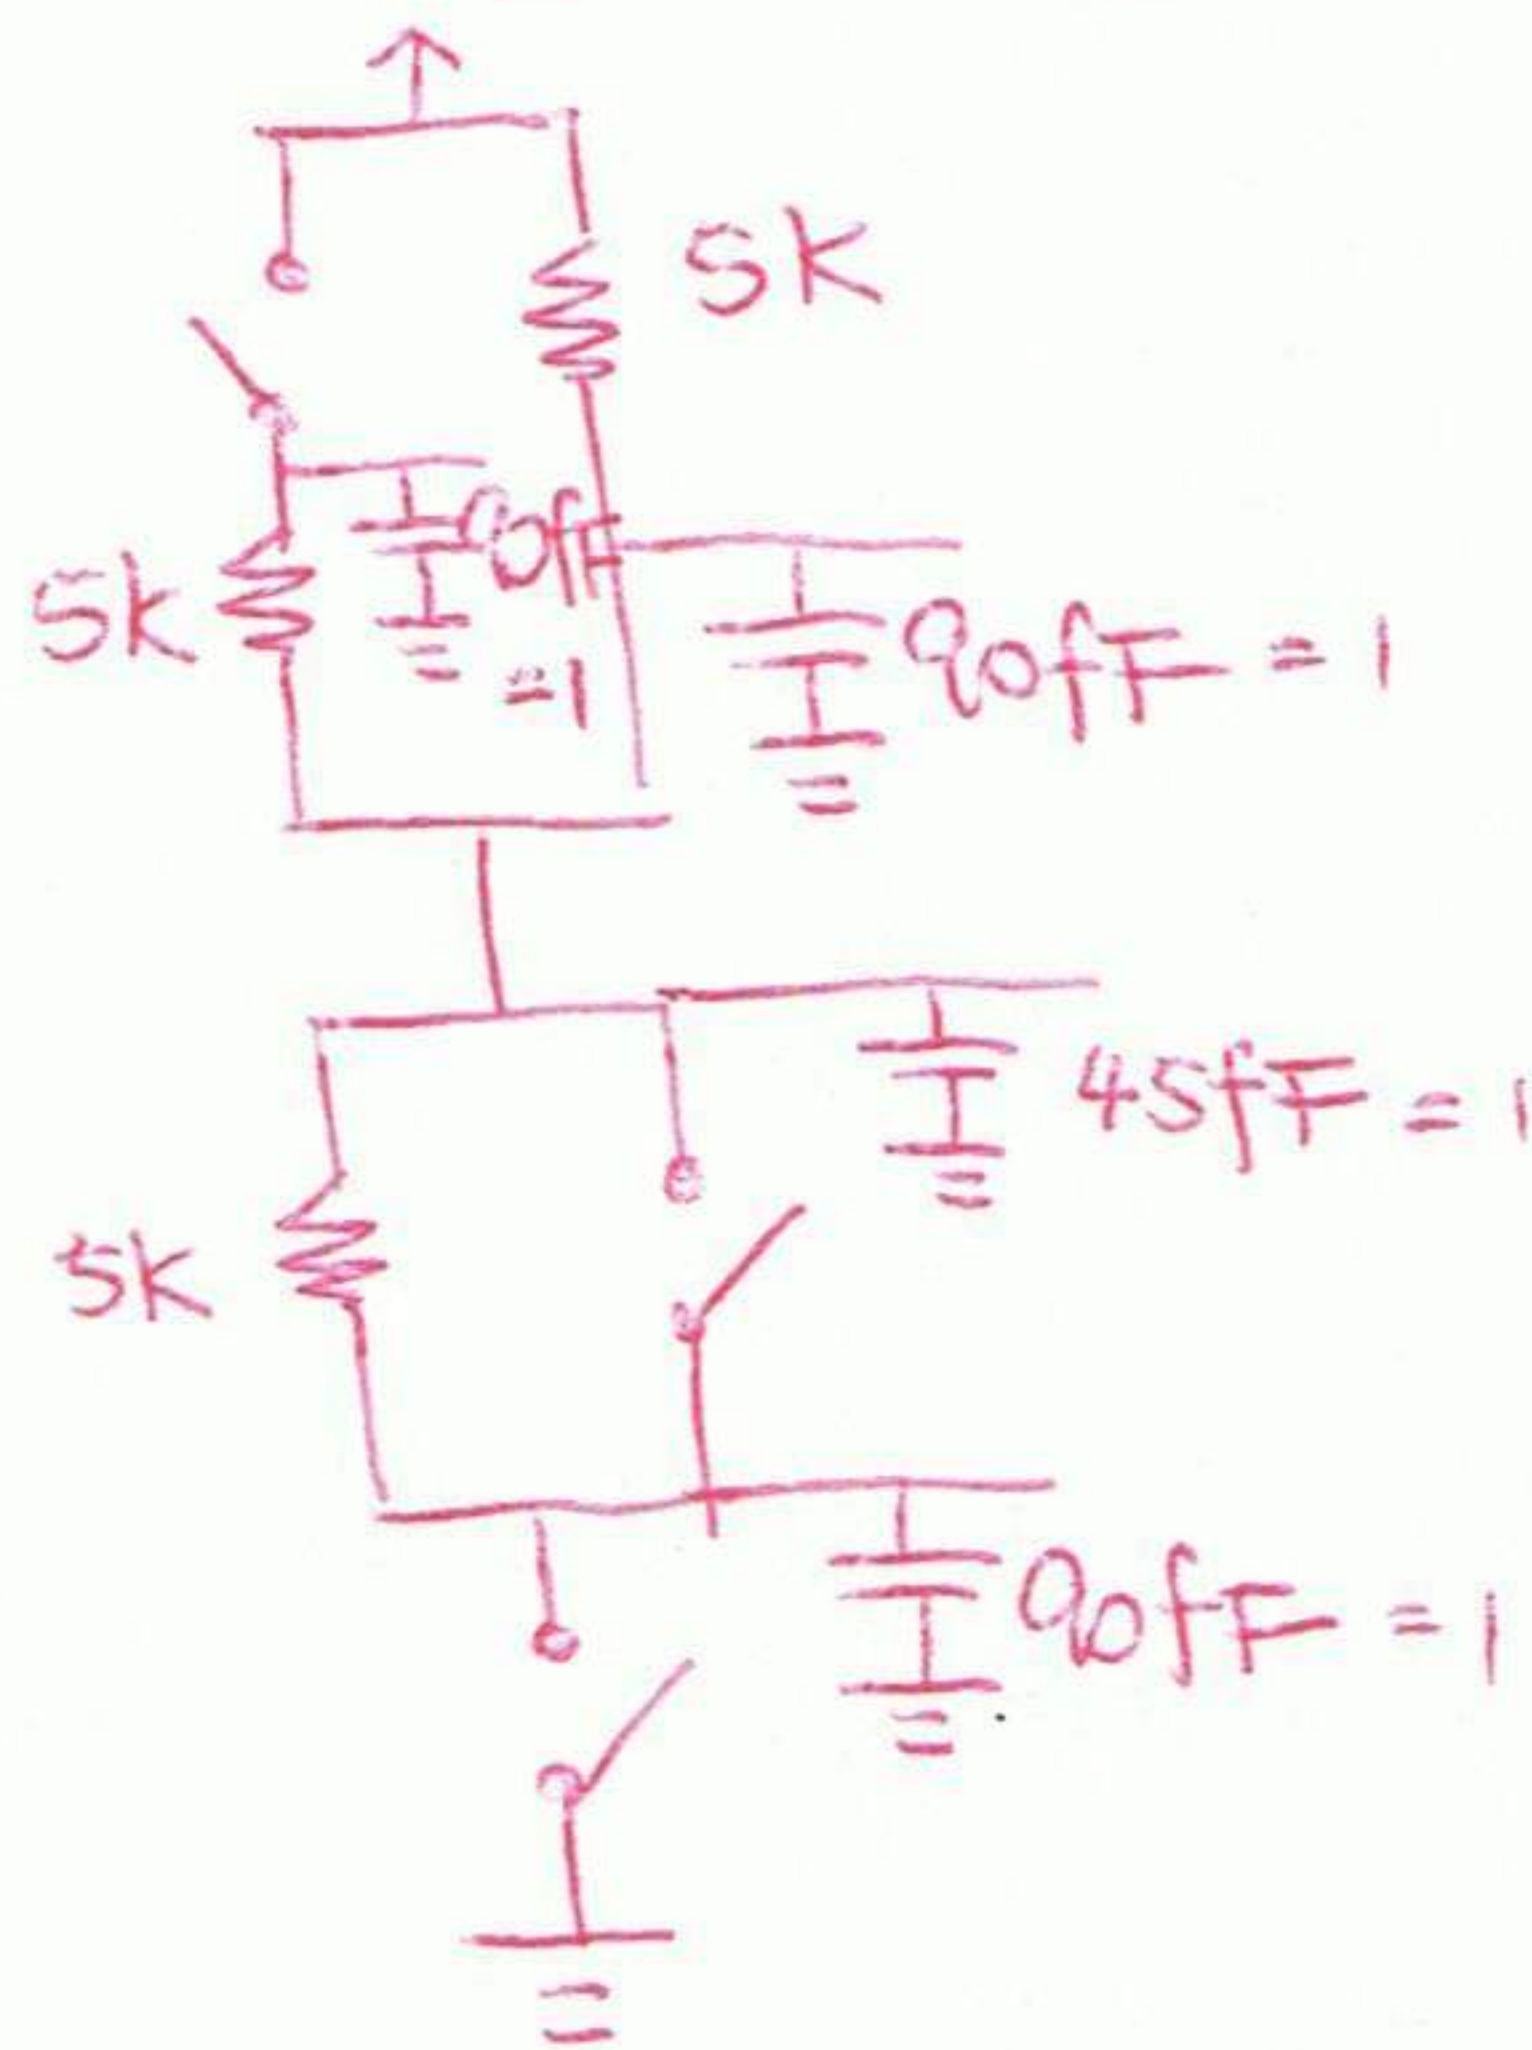 5K
90fF
=1
5k
90fF = 1
45fF = 1
5K
90fF = 1